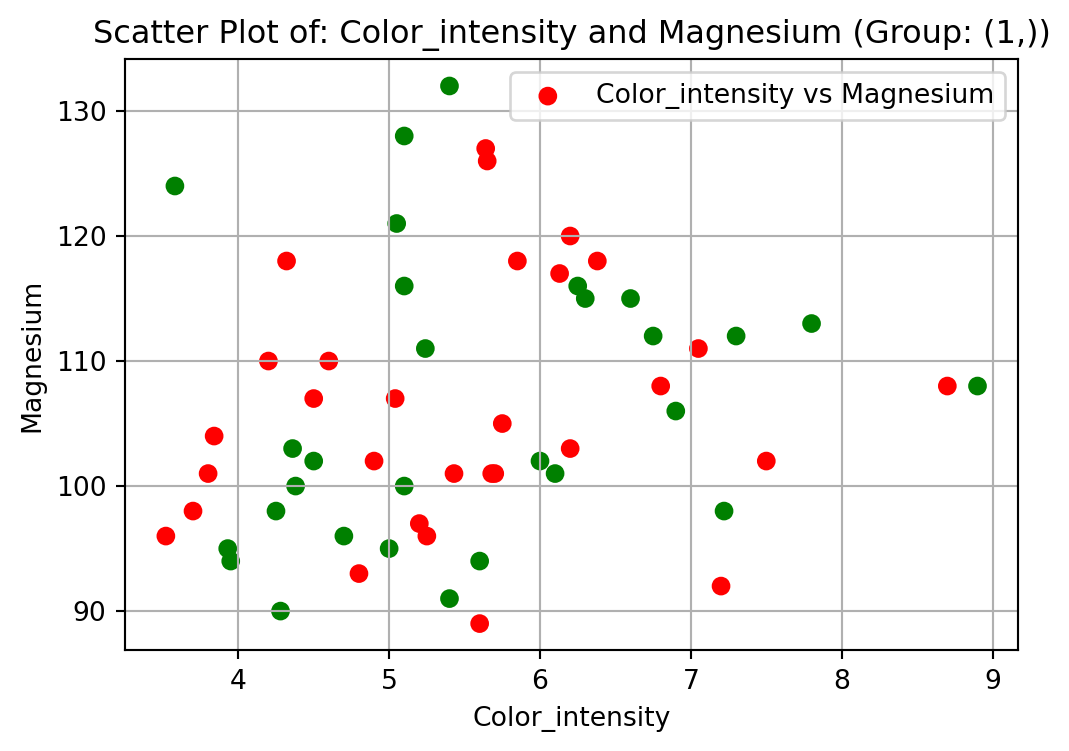 Scatter Plot of: Color_intensity and Magnesium (Group: (1,))
Color_intensity vs Magnesium
130
120
110
100
90
Magnesium
4 5 6 7 8 9
Color_intensity